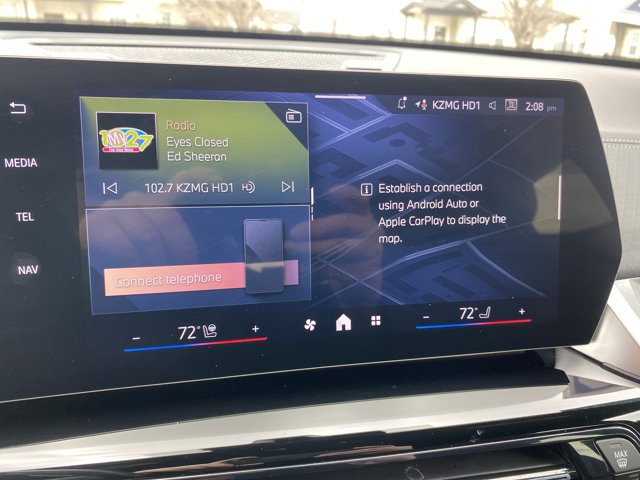 KZMG HD1
2:08 pm
MEDIA
TEL
NAV
Radio
Eyes Closed
Ed Sheeran
102.7 KZMG HD1 HD
Establish a connection
using Android Auto or
Apple CarPlay to display the
map.
Connect telephone
− 72° +
− 72° +
MAX